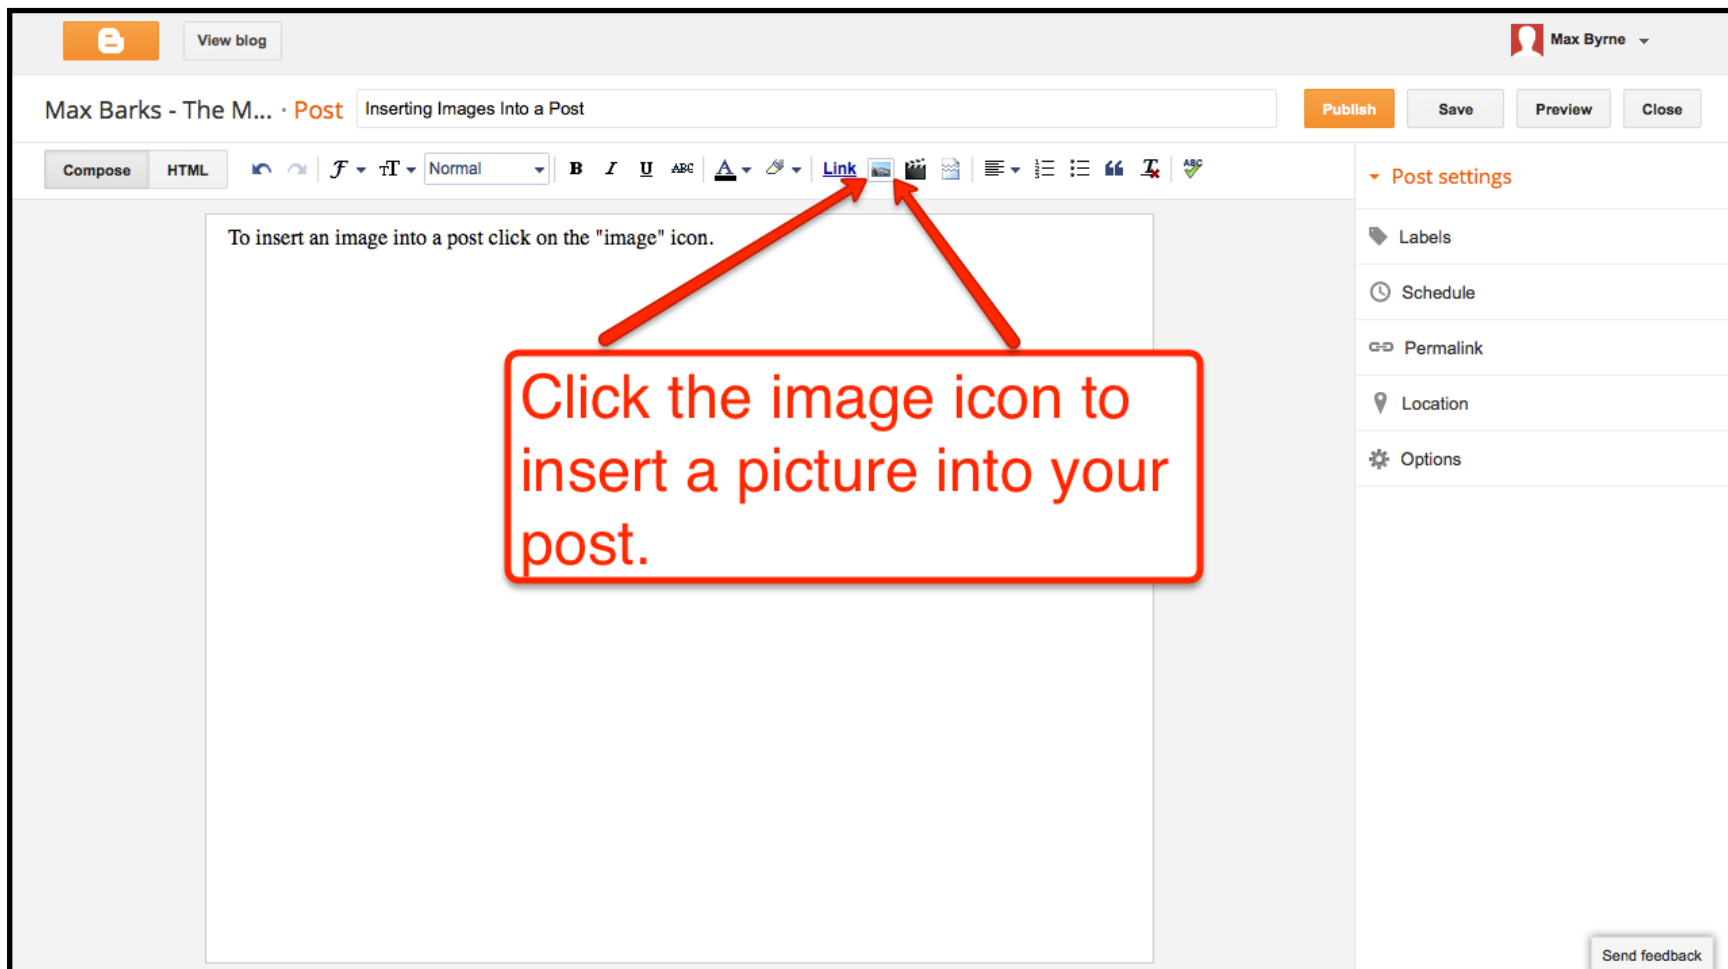 View blog
Max Byrne
Max Barks - The M... · Post
Inserting Images Into a Post
Publish
Save
Preview
Close
Compose
HTML
Normal
B I U ABC A Link
ABC
To insert an image into a post click on the "image" icon.
Click the image icon to
insert a picture into your
post.
Post settings
Labels
Schedule
Permalink
Location
Options
Send feedback